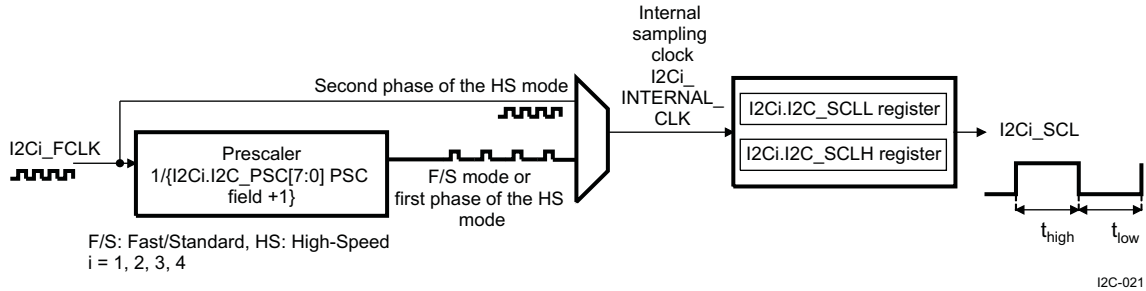 Internal
sampling
clock
I2Ci_
INTERNAL_
CLK
Second phase of the HS mode
I2Ci_FCLK
Prescaler
1/{I2Ci.I2C_PSC[7:0] PSC
field +1}
F/S mode or
first phase of the HS
mode
I2Ci.I2C_SCLL register
I2Ci.I2C_SCLH register
I2Ci_SCL
thigh
tlow
F/S: Fast/Standard, HS: High-Speed
i = 1, 2, 3, 4
I2C-021